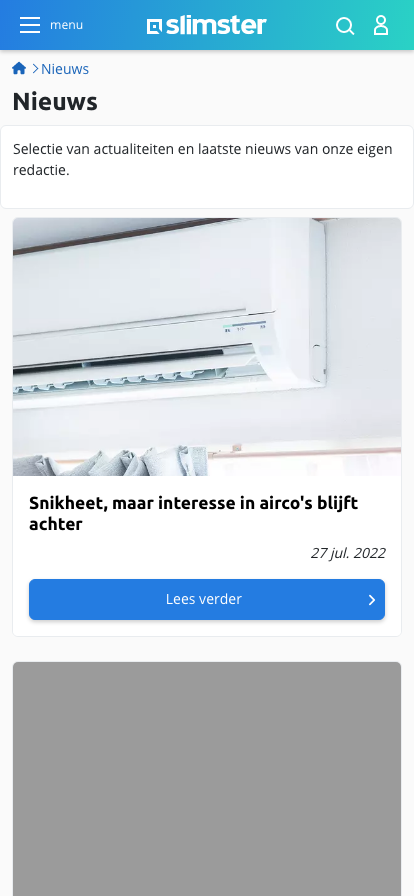 menu
slimster
Nieuws
Nieuws
Selectie van actualiteiten en laatste nieuws van onze eigen
redactie.
Snikheet, maar interesse in airco's blijft
achter
27 jul. 2022
Lees verder